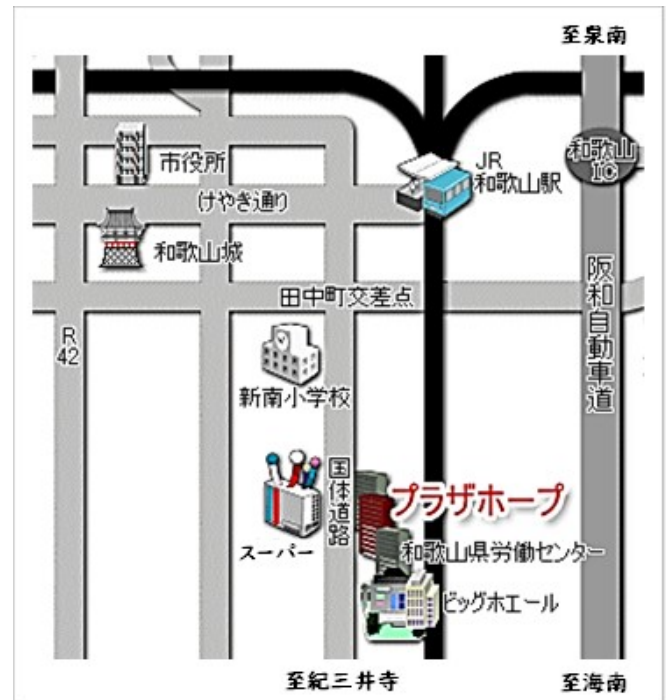 至泉南
市役所
JR
和歌山駅
和歌山
IC
けやき通り
和歌山城
田中町交差点
阪和自動車道
R
42
新南小学校
国体道路
プラザホープ
スーパー
和歌山県労働センター
ビッグホエール
至紀三井寺
至海南